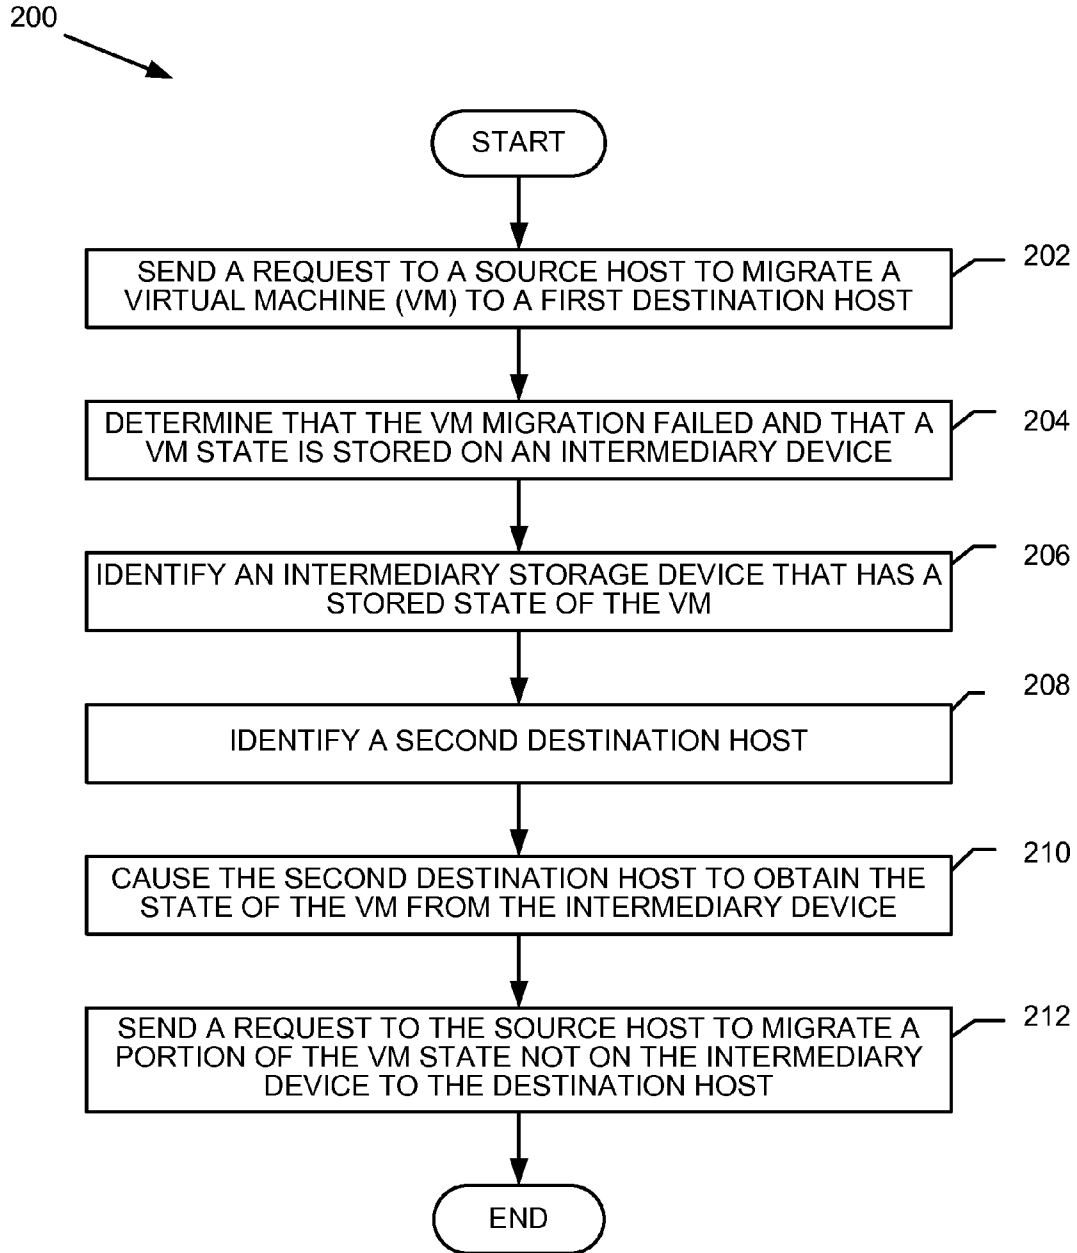 200
START
SEND A REQUEST TO A SOURCE HOST TO MIGRATE A
VIRTUAL MACHINE (VM) TO A FIRST DESTINATION HOST
202
DETERMINE THAT THE VM MIGRATION FAILED AND THAT A
VM STATE IS STORED ON AN INTERMEDIARY DEVICE
204
IDENTIFY AN INTERMEDIARY STORAGE DEVICE THAT HAS A
STORED STATE OF THE VM
206
IDENTIFY A SECOND DESTINATION HOST
208
CAUSE THE SECOND DESTINATION HOST TO OBTAIN THE
STATE OF THE VM FROM THE INTERMEDIARY DEVICE
210
SEND A REQUEST TO THE SOURCE HOST TO MIGRATE A
PORTION OF THE VM STATE NOT ON THE INTERMEDIARY
DEVICE TO THE DESTINATION HOST
212
END